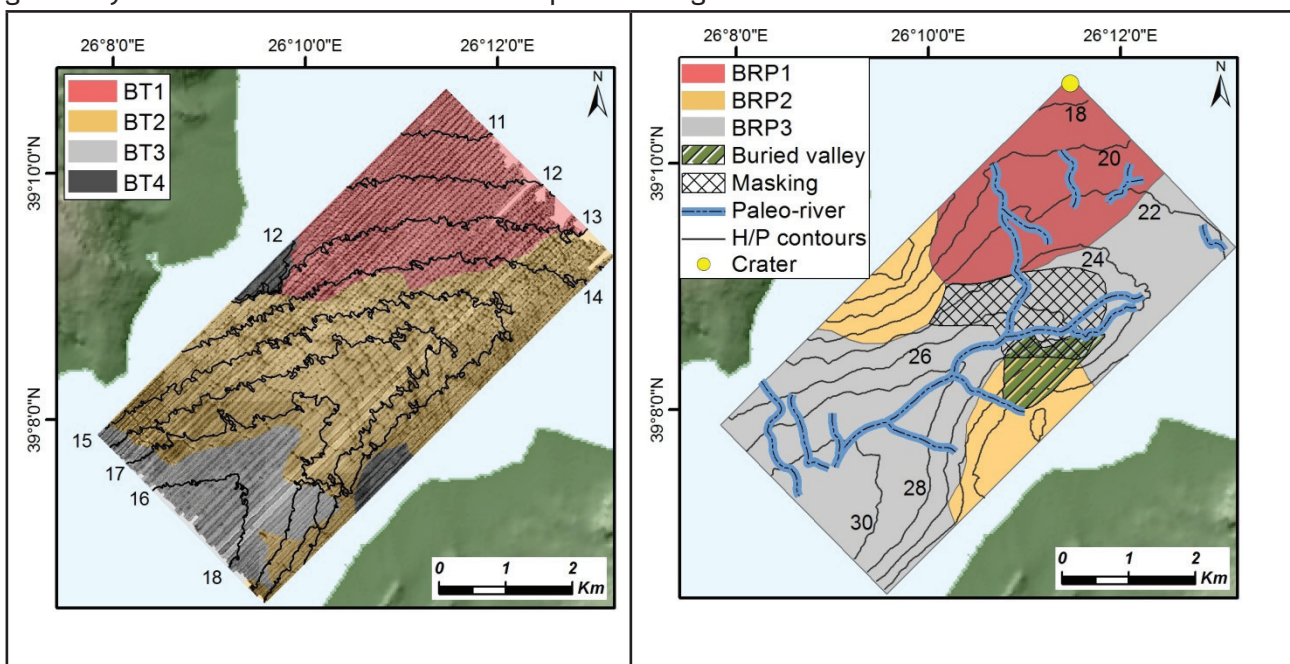 26°8'0"E 26°10'0"E 26°12'0"E
N
BT1
BT2
BT3
BT4
39°10'0"N
39°8'0"N
11
12
13
12
14
15
17
16
18
0 1 2
Km
26°8'0"E 26°10'0"E 26°12'0"E
N
BRP1
BRP2
BRP3
Buried valley
Masking
Paleo-river
H/P contours
Crater
39°10'0"N
39°8'0"N
18
20
22
24
26
28
30
0 1 2
Km